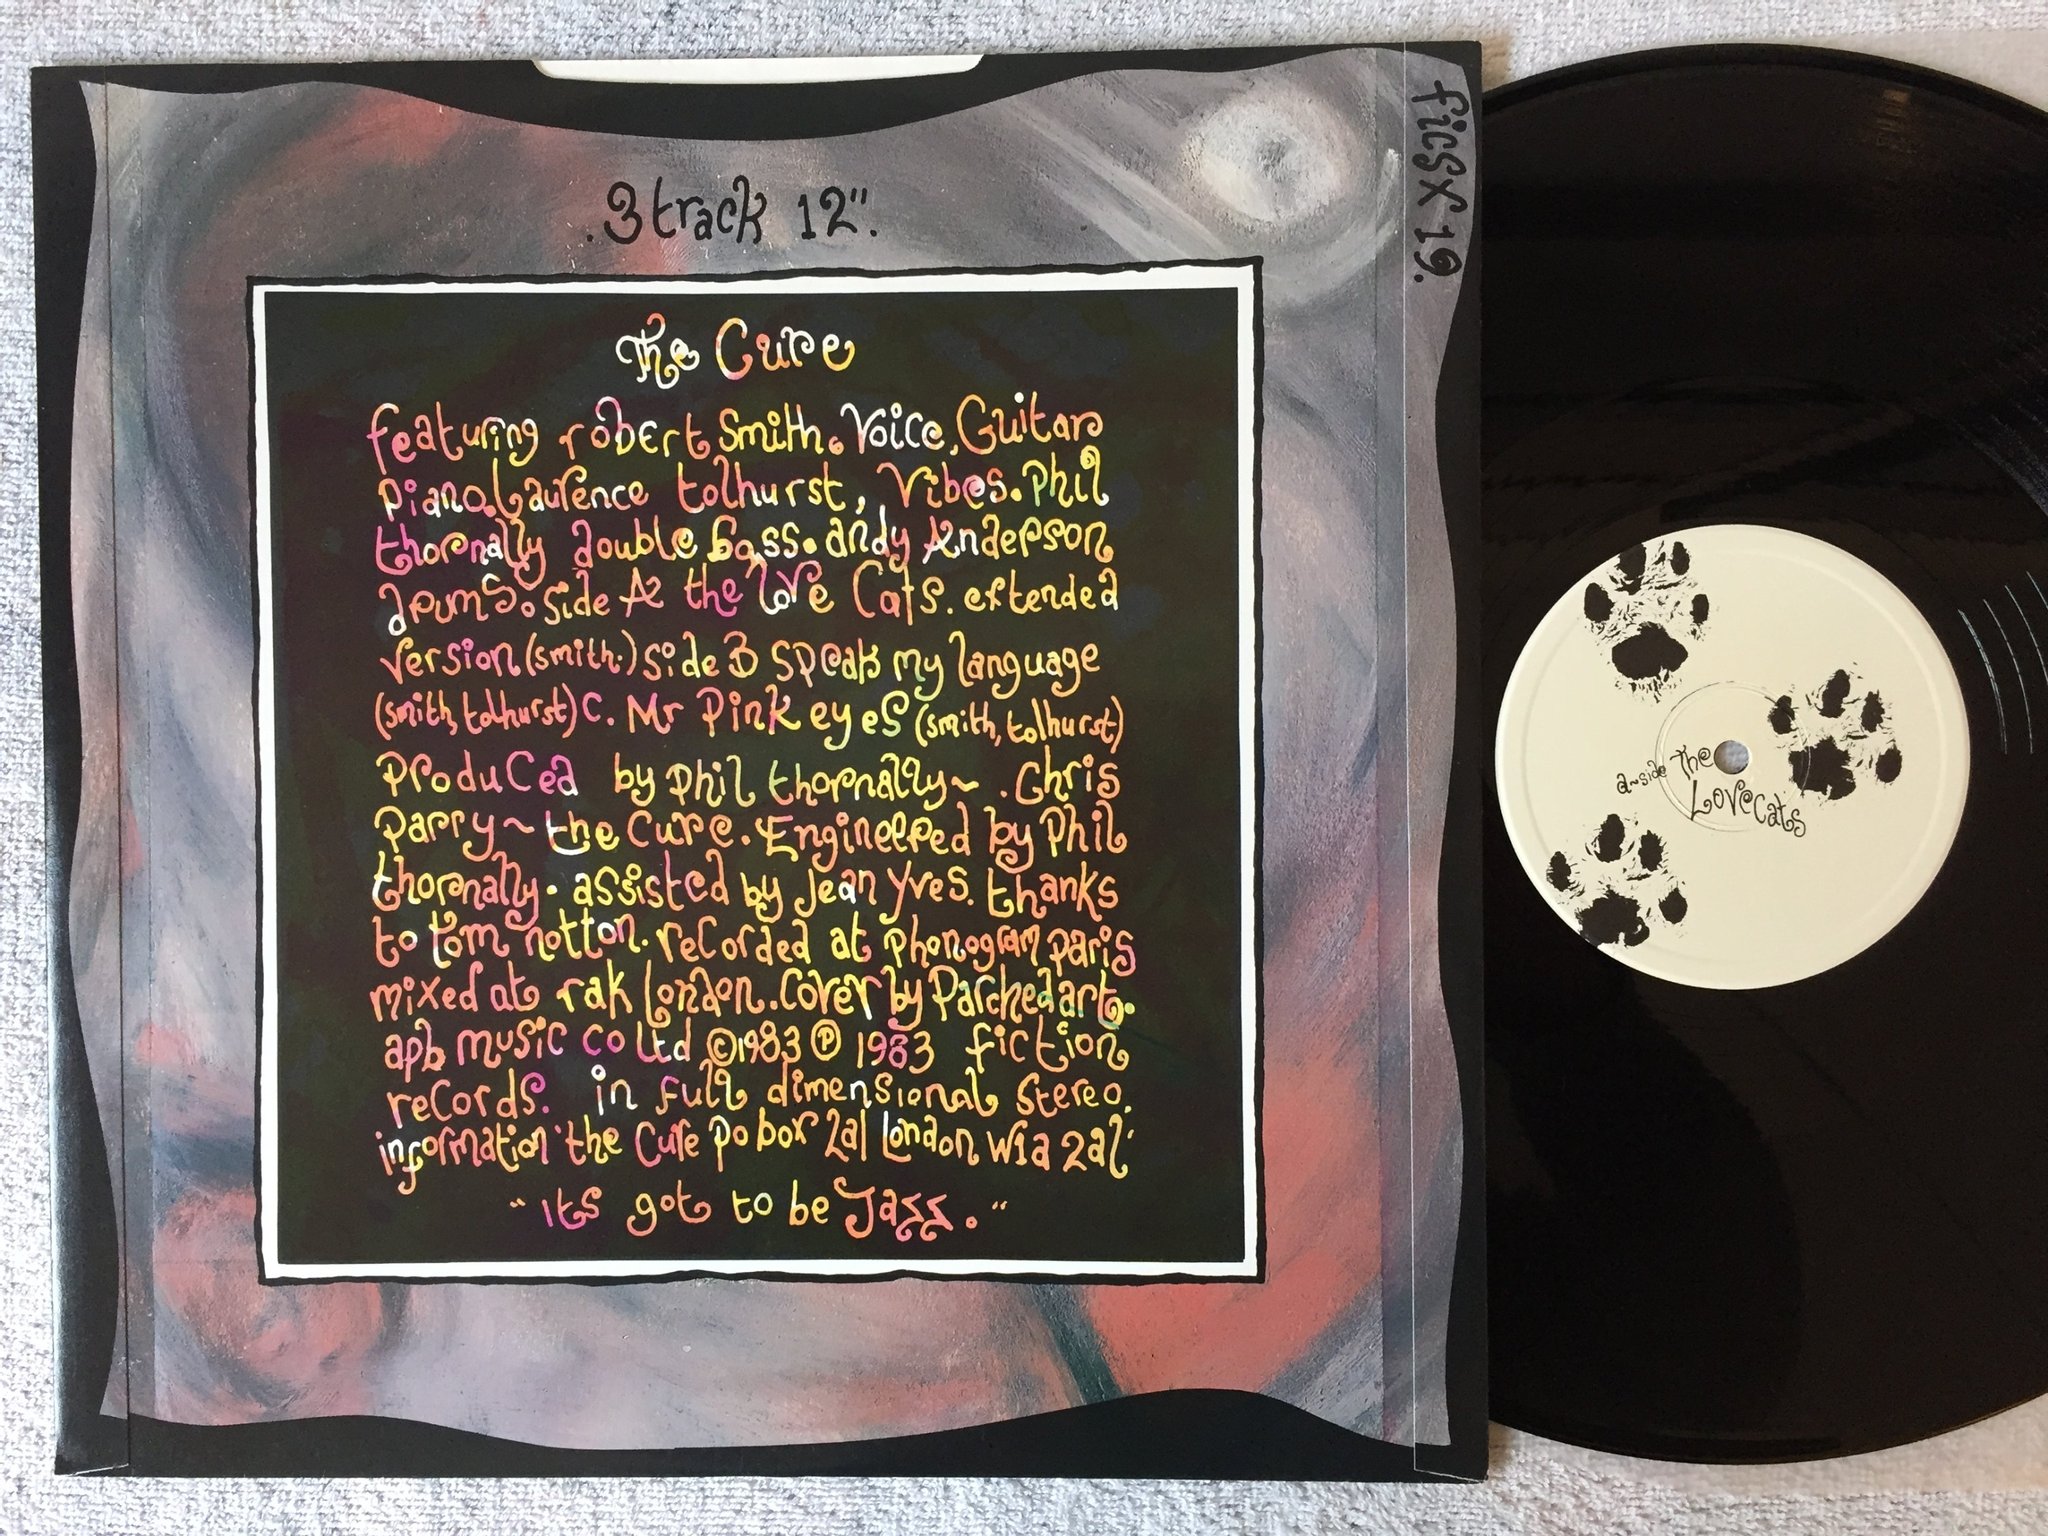 . 3 track 12".
ficsx 19.
The Cure
featuring robert Smith. Voice, Guitar
piano. Laurence tolhurst, Vibes. Phil
thornally double bass. andy Anderson
drums. side A the love Cats. extended
version (smith.) side B speak my language
(smith, tolhurst) c. Mr Pink eyes (smith, tolhurst)
Produced by Phil thornally ~ . Chris
parry ~ the Cure. Engineered by Phil
thornally. assisted by Jean Yves. thanks
to tom notton. recorded at phonogram paris
mixed at rak london. Cover by Parched art.
apb music co Ltd ©1983 ℗ 1983 fiction
records. in full dimensional stereo.
information 'the Cure po box 2al London W1a 2al'
"its got to be Jazz."
a~side The
LoveCats